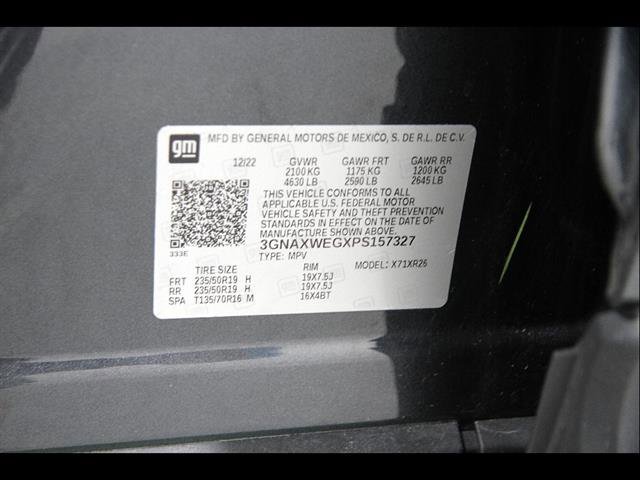 gm MFD BY GENERAL MOTORS DE MEXICO, S. DE R.L. DE C.V.
12/22 GVWR GAWR FRT GAWR RR
2100 KG 1175 KG 1200 KG
4630 LB 2590 LB 2645 LB
THIS VEHICLE CONFORMS TO ALL
APPLICABLE U.S. FEDERAL MOTOR
VEHICLE SAFETY AND THEFT PREVENTION
STANDARDS IN EFFECT ON THE DATE OF
MANUFACTURE SHOWN ABOVE.
3GNAXWEGXPS157327
333E TYPE: MPV MODEL: X71XR26
TIRE SIZE RIM
FRT 235/50R19 H 19X7.5J
RR 235/50R19 H 19X7.5J
SPA T135/70R16 M 16X4BT